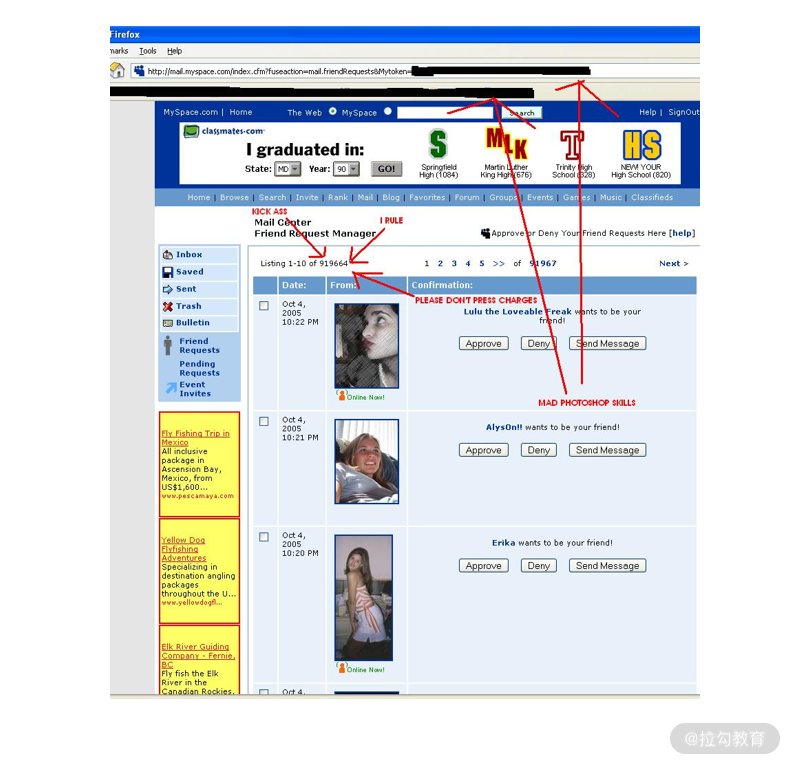 Firefox
marks Tools Help
http://mail.myspace.com/index.cfm?fuseaction=mail.friendRequests&Mytoken=
MySpace.com | Home The Web MySpace Search Help | SignOut
classmates.com
I graduated in:
State: MD Year: 90 GO!
S
Springfield
High (1084)
MLK
Martin Luther
King High (676)
T
Trinity High
School (328)
HS
NEW! YOUR
High School (820)
Home | Browse | Search | Invite | Rank | Mail | Blog | Favorites | Forum | Groups | Events | Games | Music | Classifieds
KICK ASS
I RULE
Mail Center
Friend Request Manager
Approve or Deny Your Friend Requests Here [help]
Inbox
Saved
Sent
Trash
Bulletin
Friend
Requests
Pending
Requests
Event
Invites
Listing 1-10 of 919664
1 2 3 4 5 >> of 91967
Next >
Date: From: Confirmation:
PLEASE DON'T PRESS CHARGES
Oct 4,
2005
10:22 PM
Lulu the Loveable Freak wants to be your
friend!
Approve Deny Send Message
Online Now!
MAD PHOTOSHOP SKILLS
Oct 4,
2005
10:21 PM
AlysOn!! wants to be your friend!
Approve Deny Send Message
Oct 4,
2005
10:20 PM
Erika wants to be your friend!
Approve Deny Send Message
Online Now!
Oct 4,
Fly Fishing Trip in
Mexico
All inclusive
package in
Ascension Bay,
Mexico, from
US$1,600...
www.pescamaya.com
Yellow Dog
Flyfishing
Adventures
Specializing in
destination angling
packages
throughout the U...
www.yellowdogfl...
Elk River Guiding
Company - Fernie,
BC
Fly fish the Elk
River in the
Canadian Rockies.
@拉勾教育